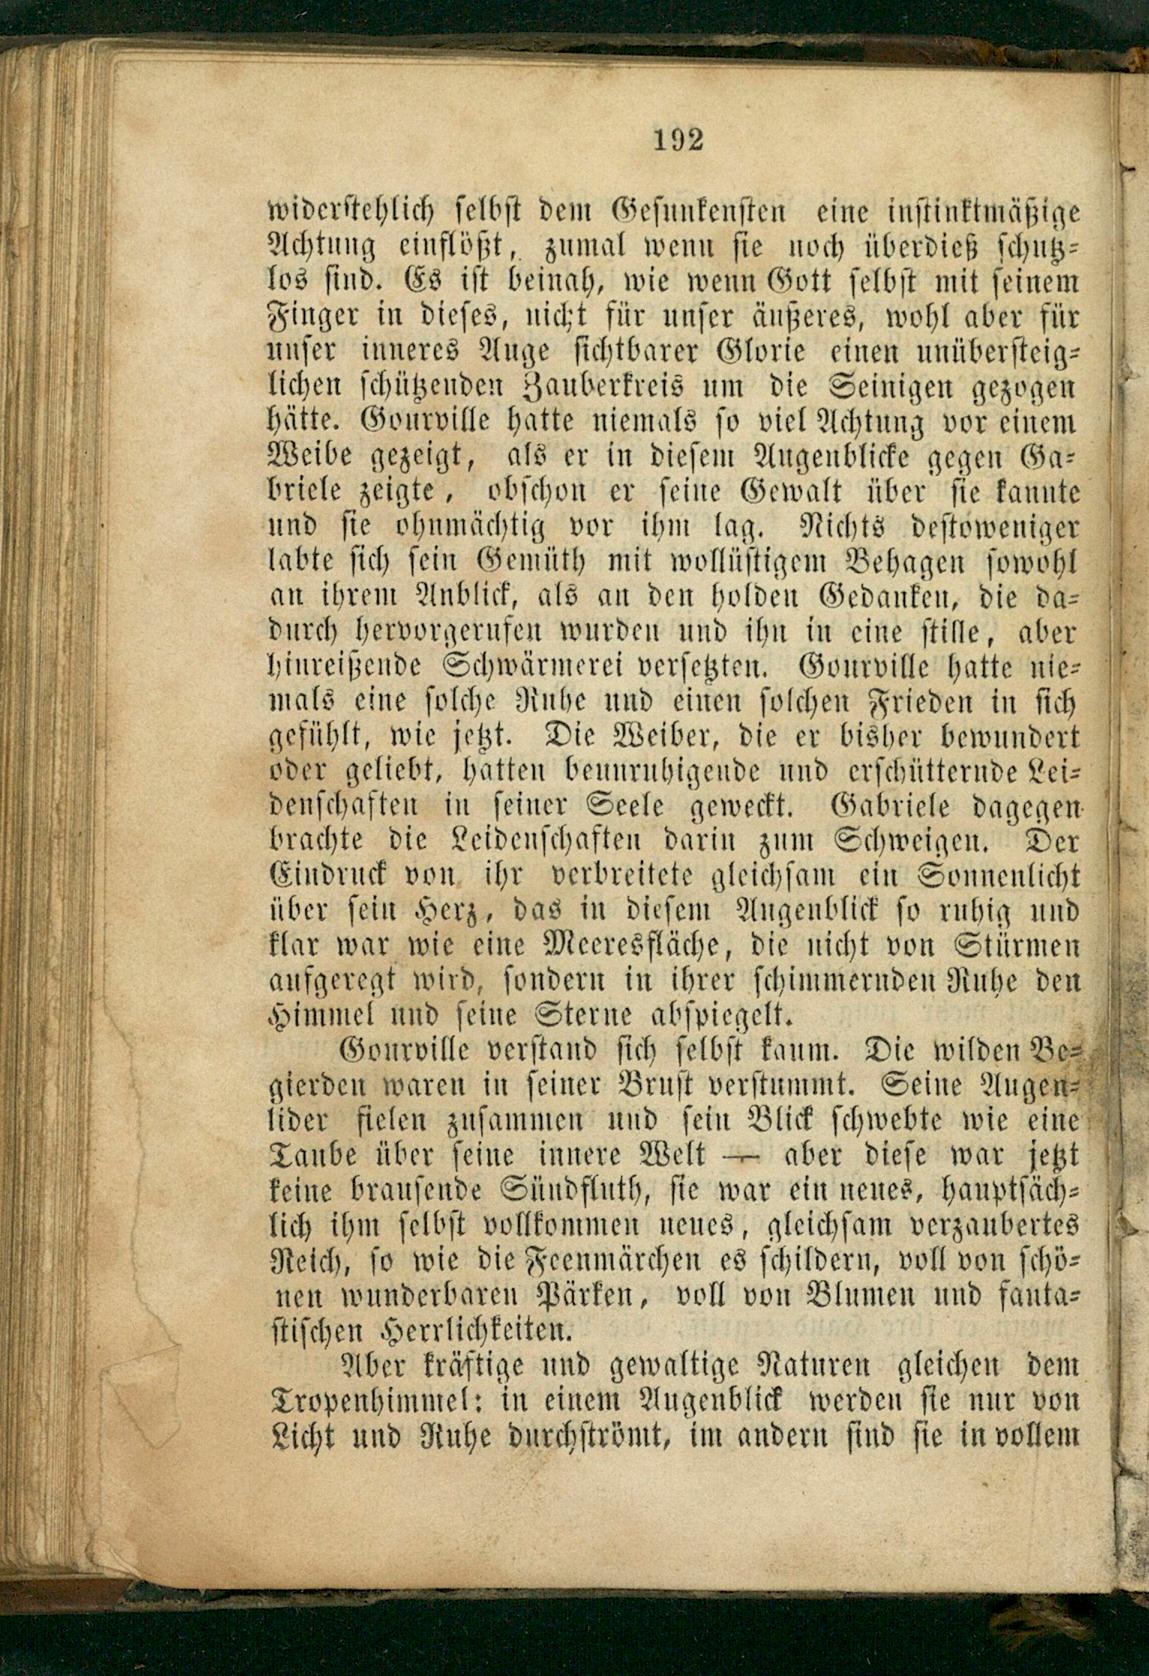 192
widerstehlich selbst dem Gesunkensten eine instinktmäßige
Achtung einflößt, zumal wenn sie noch überdieß schutz-
los sind. Es ist beinah, wie wenn Gott selbst mit seinem
Finger in dieses, nicht für unser äußeres, wohl aber für
unser inneres Auge sichtbarer Glorie einen unübersteig-
lichen schützenden Zauberkreis um die Seinigen gezogen
hätte. Gourville hatte niemals so viel Achtung vor einem
Weibe gezeigt, als er in diesem Augenblicke gegen Ga-
briele zeigte, obschon er seine Gewalt über sie kannte
und sie ohnmächtig vor ihm lag. Nichts destoweniger
labte sich sein Gemüth mit wollüstigem Behagen sowohl
an ihrem Anblick, als an den holden Gedanken, die da-
durch hervorgerufen wurden und ihn in eine stille, aber
hinreißende Schwärmerei versetzten. Gourville hatte nie-
mals eine solche Ruhe und einen solchen Frieden in sich
gefühlt, wie jetzt. Die Weiber, die er bisher bewundert
oder geliebt, hatten beunruhigende und erschütternde Lei-
denschaften in seiner Seele geweckt. Gabriele dagegen
brachte die Leidenschaften darin zum Schweigen. Der
Eindruck von ihr verbreitete gleichsam ein Sonnenlicht
über sein Herz, das in diesem Augenblick so ruhig und
klar war wie eine Meeresfläche, die nicht von Stürmen
aufgeregt wird, sondern in ihrer schimmernden Ruhe den
Himmel und seine Sterne abspiegelt.
Gourville verstand sich selbst kaum. Die wilden Be-
gierden waren in seiner Brust verstummt. Seine Augen-
lider fielen zusammen und sein Blick schwebte wie eine
Taube über seine innere Welt — aber diese war jetzt
keine brausende Sündfluth, sie war ein neues, hauptsäch-
lich ihm selbst vollkommen neues, gleichsam verzaubertes
Reich, so wie die Feenmärchen es schildern, voll von schö-
nen wunderbaren Pärken, voll von Blumen und fanta-
stischen Herrlichkeiten.
Aber kräftige und gewaltige Naturen gleichen dem
Tropenhimmel: in einem Augenblick werden sie nur von
Licht und Ruhe durchströmt, im andern sind sie in vollem